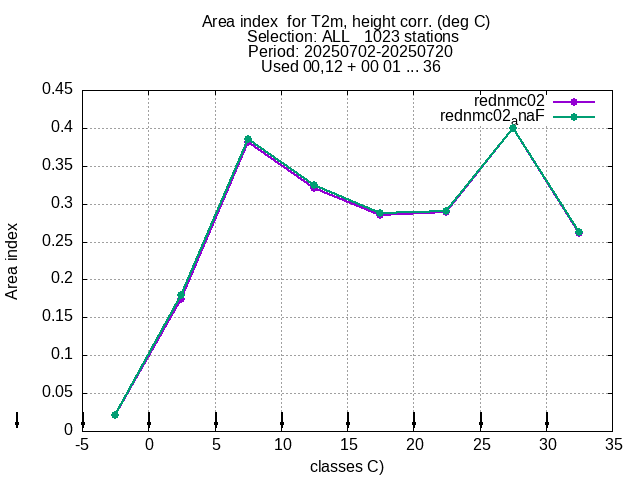 Area index  for T2m, height corr. (deg C)
Selection: ALL   1023 stations
Period: 20250702-20250720
Used 00,12 + 00 01 ... 36
rednmc02
rednmc02anaF
0.45
0.4
0.35
0.3
0.25
0.2
0.15
0.1
0.05
0
Area index
-5 0 5 10 15 20 25 30 35
classes C)